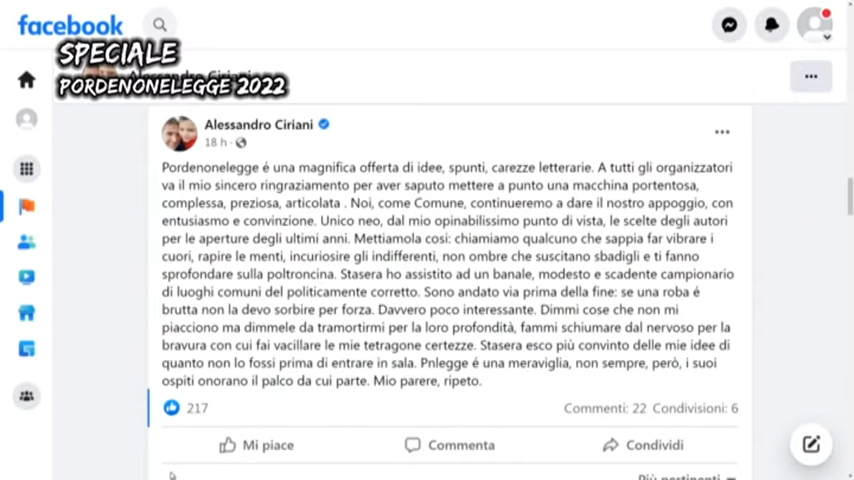 facebook
SPECIALE
PORDENONELEGGE 2022
Alessandro Ciriani
Alessandro Ciriani
18 h ·
Pordenonelegge é una magnifica offerta di idee, spunti, carezze letterarie. A tutti gli organizzatori
va il mio sincero ringraziamento per aver saputo mettere a punto una macchina portentosa,
complessa, preziosa, articolata . Noi, come Comune, continueremo a dare il nostro appoggio, con
entusiasmo e convinzione. Unico neo, dal mio opinabilissimo punto di vista, le scelte degli autori
per le aperture degli ultimi anni. Mettiamola cosi: chiamiamo qualcuno che sappia far vibrare i
cuori, rapire le menti, incuriosire gli indifferenti, non ombre che suscitano sbadigli e ti fanno
sprofondare sulla poltroncina. Stasera ho assistito ad un banale, modesto e scadente campionario
di luoghi comuni del politicamente corretto. Sono andato via prima della fine: se una roba é
brutta non la devo sorbire per forza. Davvero poco interessante. Dimmi cose che non mi
piacciono ma dimmele da tramortirmi per la loro profondità, fammi schiumare dal nervoso per la
bravura con cui fai vacillare le mie tetragone certezze. Stasera esco più convinto delle mie idee di
quanto non lo fossi prima di entrare in sala. Pnlegge é una meraviglia, non sempre, però, i suoi
ospiti onorano il palco da cui parte. Mio parere, ripeto.
217
Commenti: 22 Condivisioni: 6
Mi piace
Commenta
Condividi
Più pertinenti